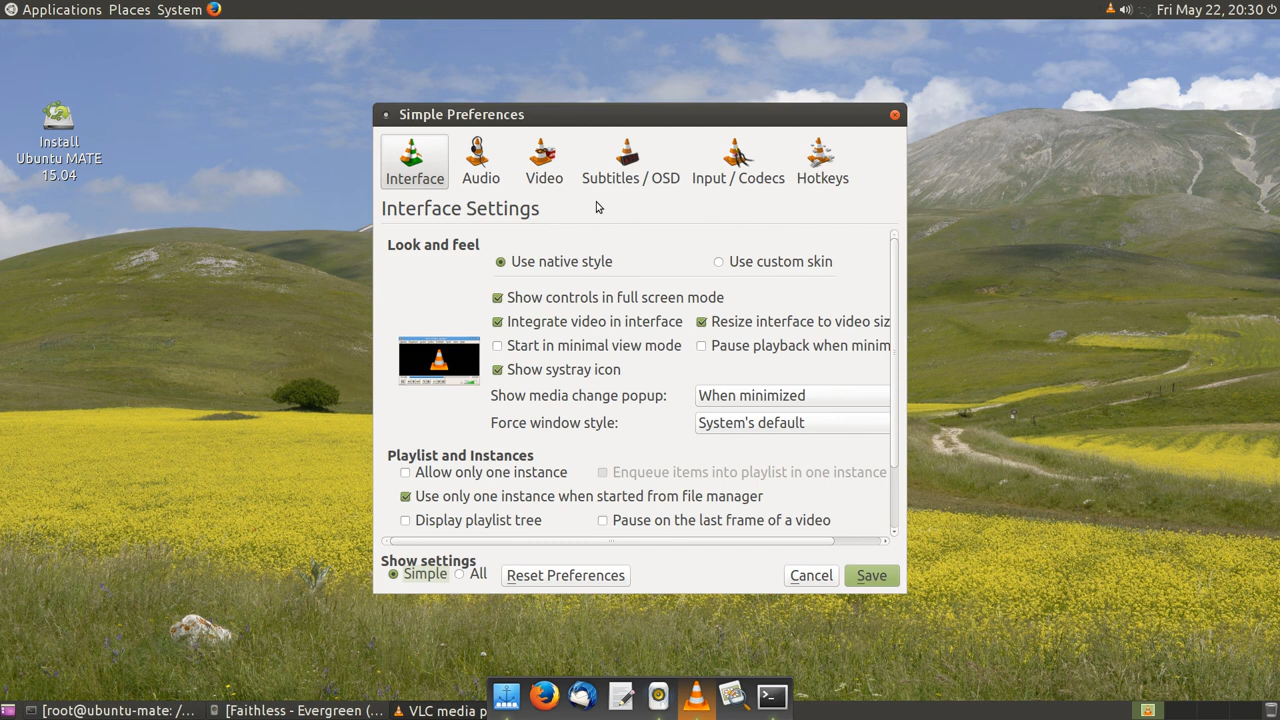 Applications Places System
Fri May 22, 20:30
Install
Ubuntu MATE
15.04
Simple Preferences
Interface
Audio
Video
Subtitles / OSD
Input / Codecs
Hotkeys
Interface Settings
Look and feel
Use native style
Use custom skin
Show controls in full screen mode
Integrate video in interface
Resize interface to video siz
Start in minimal view mode
Pause playback when minim
Show systray icon
Show media change popup:
When minimized
Force window style:
System's default
Playlist and Instances
Allow only one instance
Enqueue items into playlist in one instance
Use only one instance when started from file manager
Display playlist tree
Pause on the last frame of a video
Show settings
Simple
All
Reset Preferences
Cancel
Save
[root@ubuntu-mate: /...
[Faithless - Evergreen (...
VLC media p